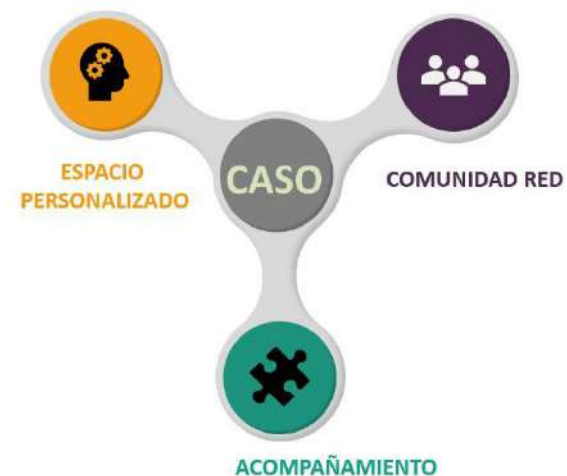 CASO
ESPACIO
PERSONALIZADO
COMUNIDAD RED
ACOMPAÑAMIENTO